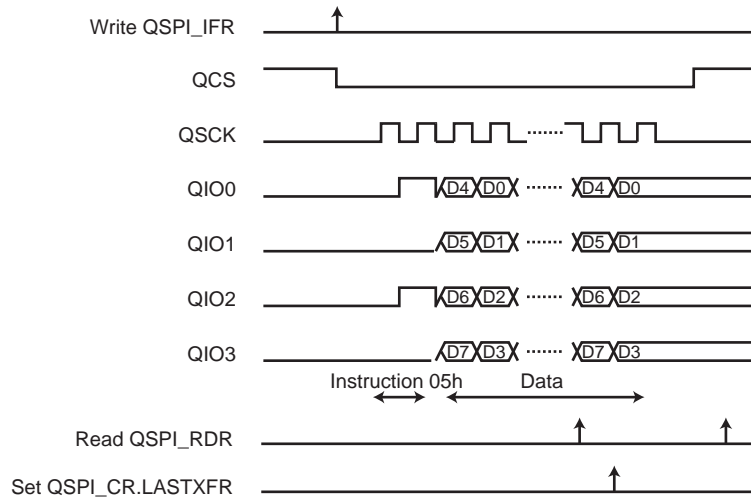 Write QSPI_IFR
QCS
QSCK
QIO0 D4 D0 D4 D0
QIO1 D5 D1 D5 D1
QIO2 D6 D2 D6 D2
QIO3 D7 D3 D7 D3
Instruction 05h Data
Read QSPI_RDR
Set QSPI_CR.LASTXFR